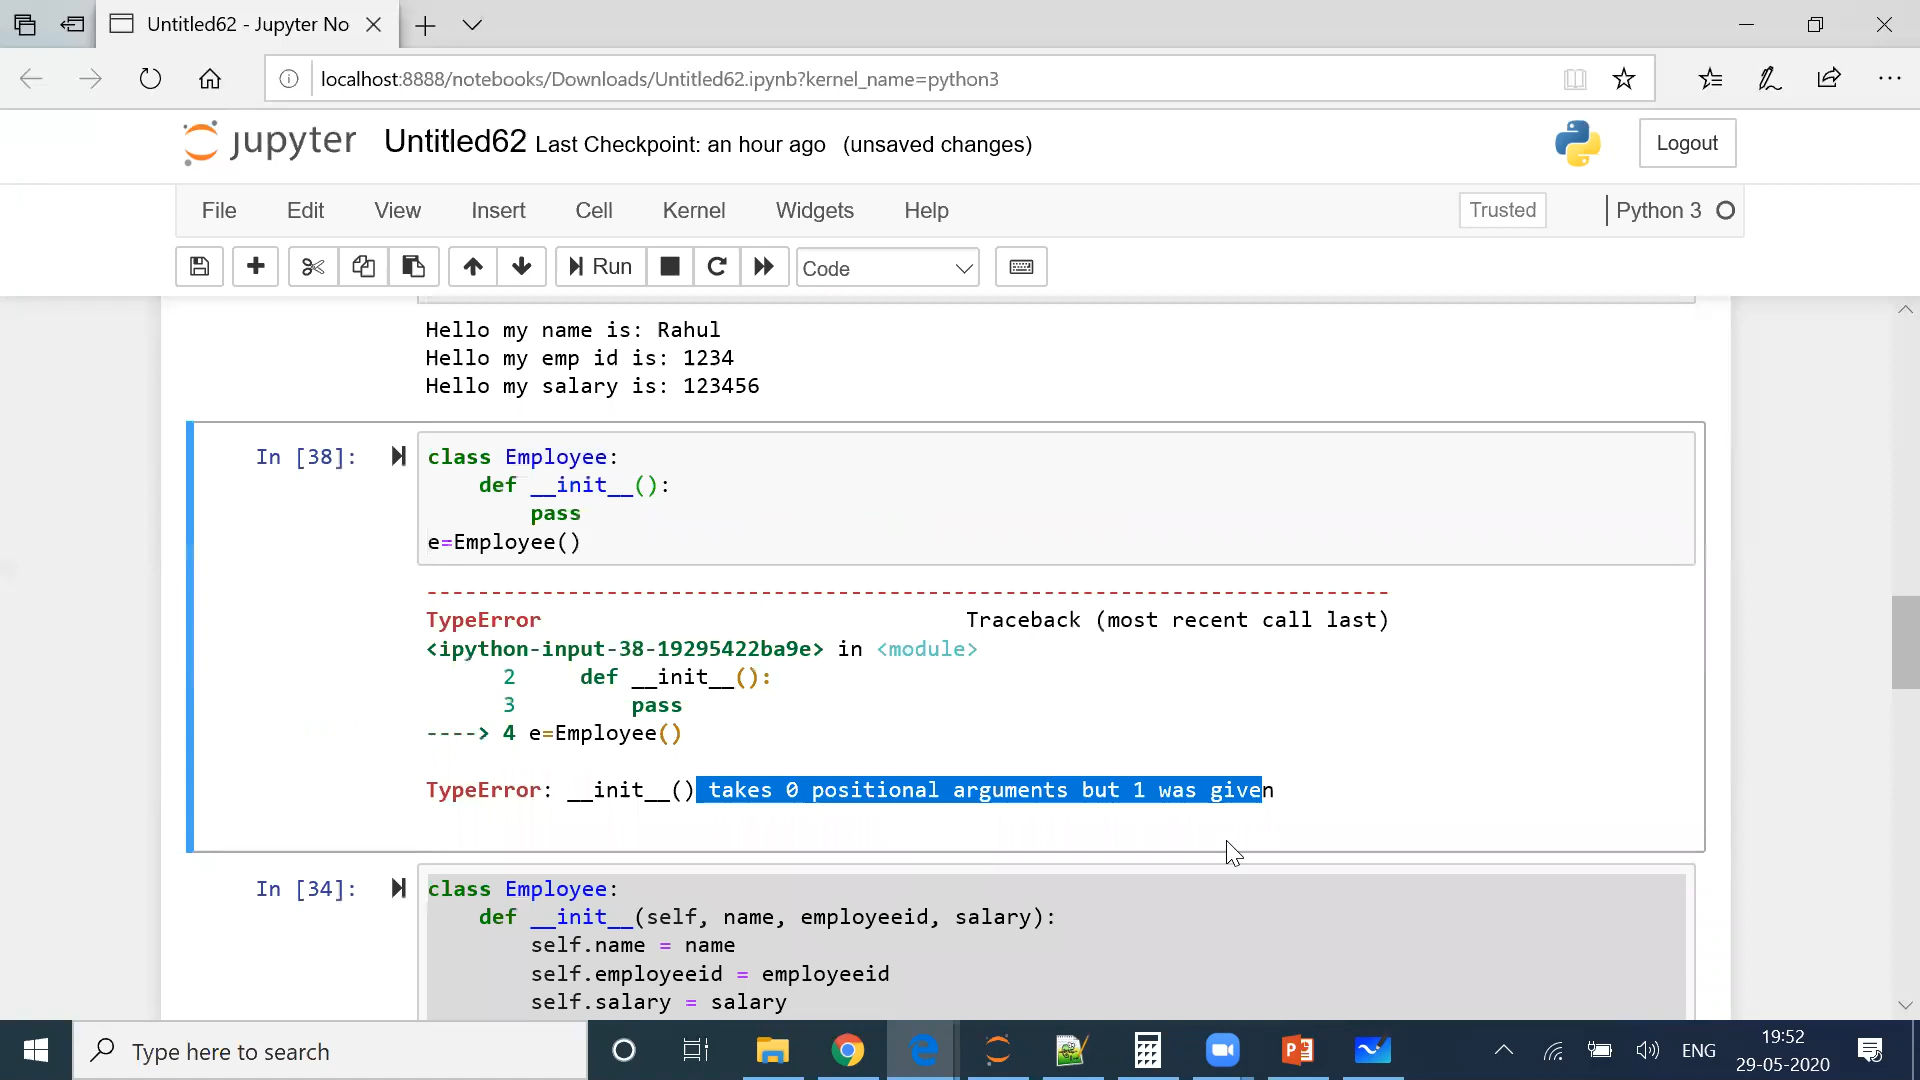 Untitled62 - Jupyter No
localhost:8888/notebooks/Downloads/Untitled62.ipynb?kernel_name=python3
jupyter Untitled62 Last Checkpoint: an hour ago (unsaved changes)
Logout
File Edit View Insert Cell Kernel Widgets Help Trusted Python 3
Run Code
Hello my name is: Rahul
Hello my emp id is: 1234
Hello my salary is: 123456
In [38]: class Employee:
def __init__():
pass
e=Employee()
---------------------------------------------------------------------------
TypeError Traceback (most recent call last)
<ipython-input-38-19295422ba9e> in <module>
2 def __init__():
3 pass
----> 4 e=Employee()
TypeError: __init__() takes 0 positional arguments but 1 was given
In [34]: class Employee:
def __init__(self, name, employeeid, salary):
self.name = name
self.employeeid = employeeid
self.salary = salary
Type here to search
ENG
19:52
29-05-2020